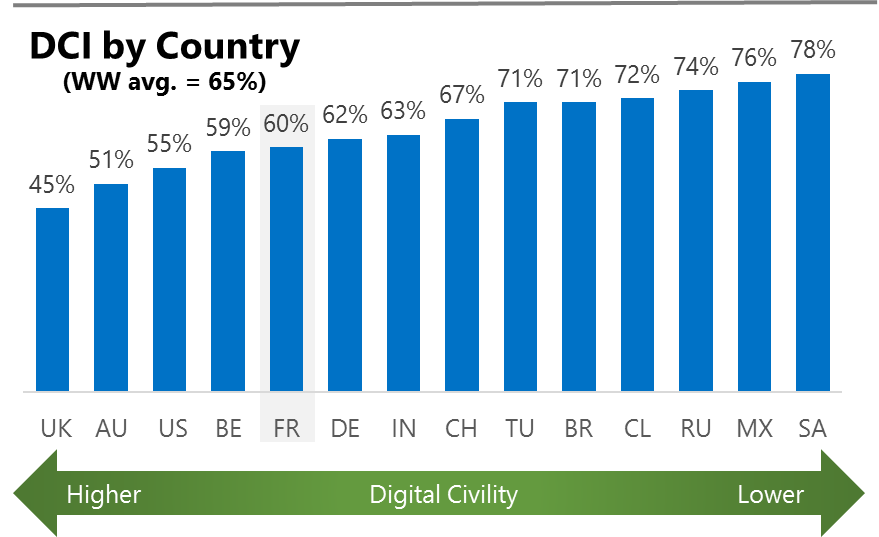 DCI by Country
(WW avg. = 65%)
45% 51% 55% 59% 60% 62% 63% 67% 71% 71% 72% 74% 76% 78%
UK AU US BE FR DE IN CH TU BR CL RU MX SA
Higher Digital Civility Lower